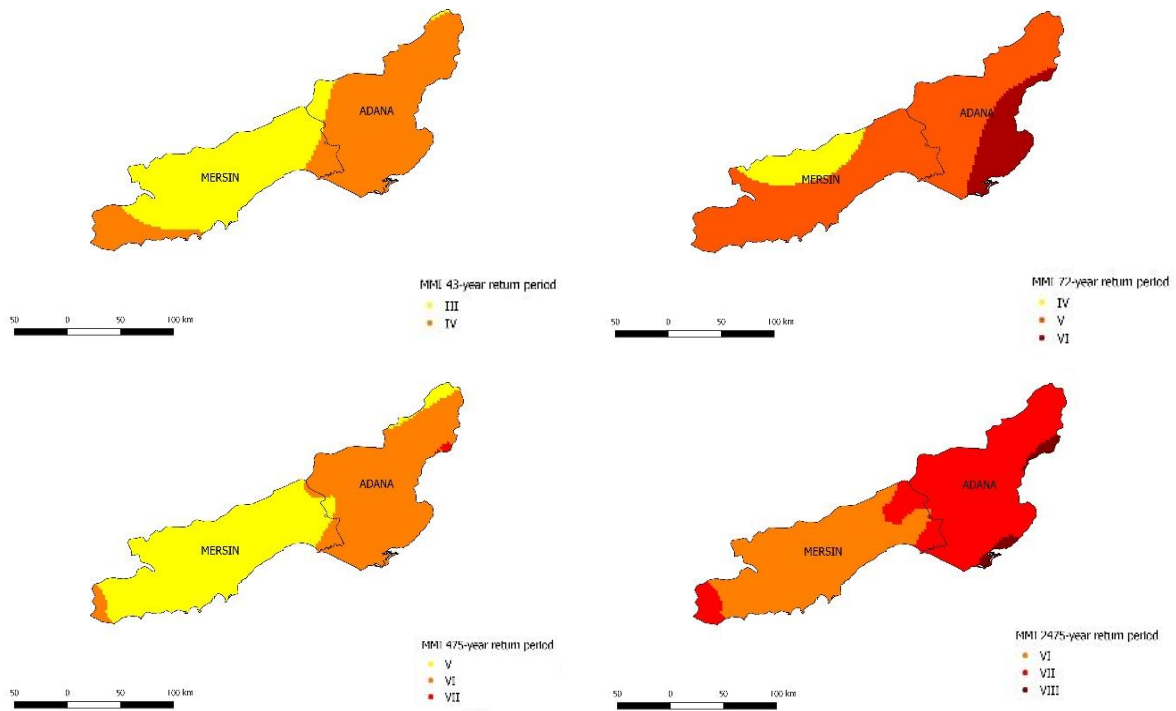 ADANA
MERSIN
MMI 43-year return period
III
IV
50 0 50 100 km
ADANA
MERSIN
MMI 72-year return period
IV
V
VI
50 0 50 100 km
ADANA
MERSIN
MMI 475-year return period
V
VI
VII
50 0 50 100 km
ADANA
MERSIN
MMI 2475-year return period
VI
VII
VIII
50 0 50 100 km